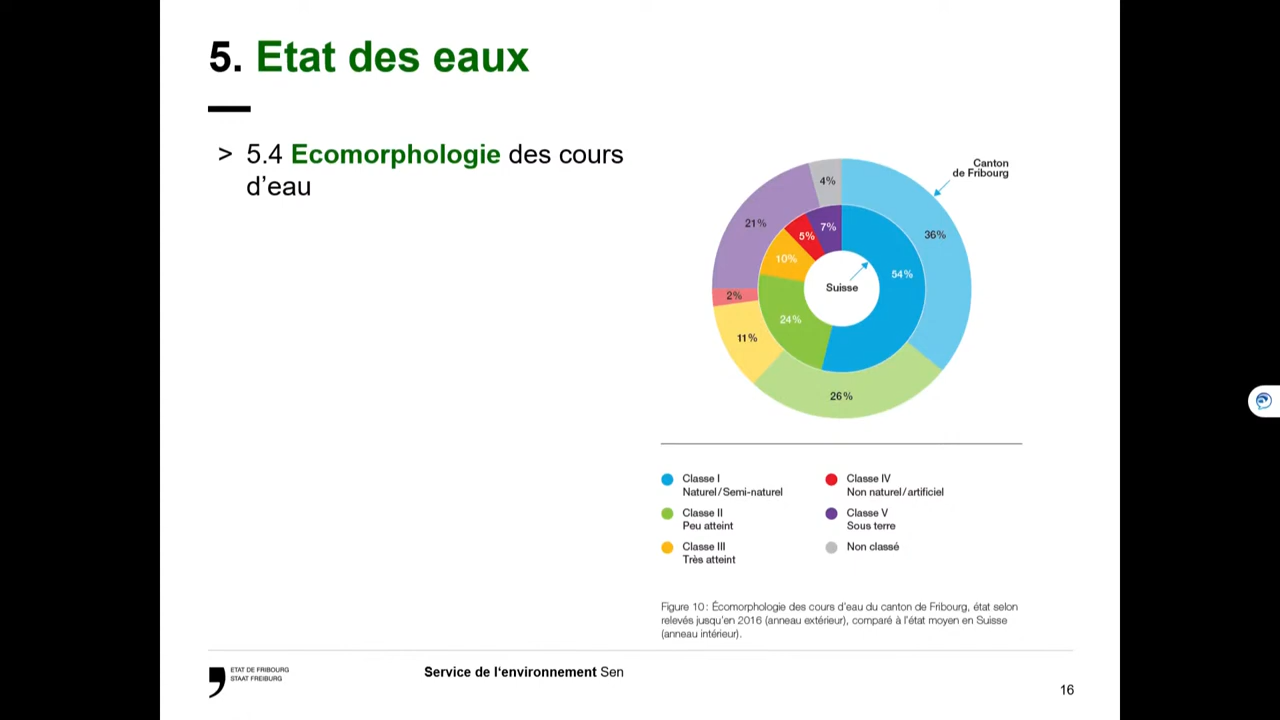 5. Etat des eaux
> 5.4 Ecomorphologie des cours
d'eau
Canton
de Fribourg
4%
21%
7%
5%
36%
10%
54%
Suisse
2%
24%
11%
26%
Classe I
Naturel/Semi-naturel
Classe II
Peu atteint
Classe III
Très atteint
Classe IV
Non naturel/artificiel
Classe V
Sous terre
Non classé
Figure 10: Écomorphologie des cours d'eau du canton de Fribourg, état selon
relevés jusqu'en 2016 (anneau extérieur), comparé à l'état moyen en Suisse
(anneau intérieur).
ETAT DE FRIBOURG
STAAT FREIBURG
Service de l'environnement Sen
16